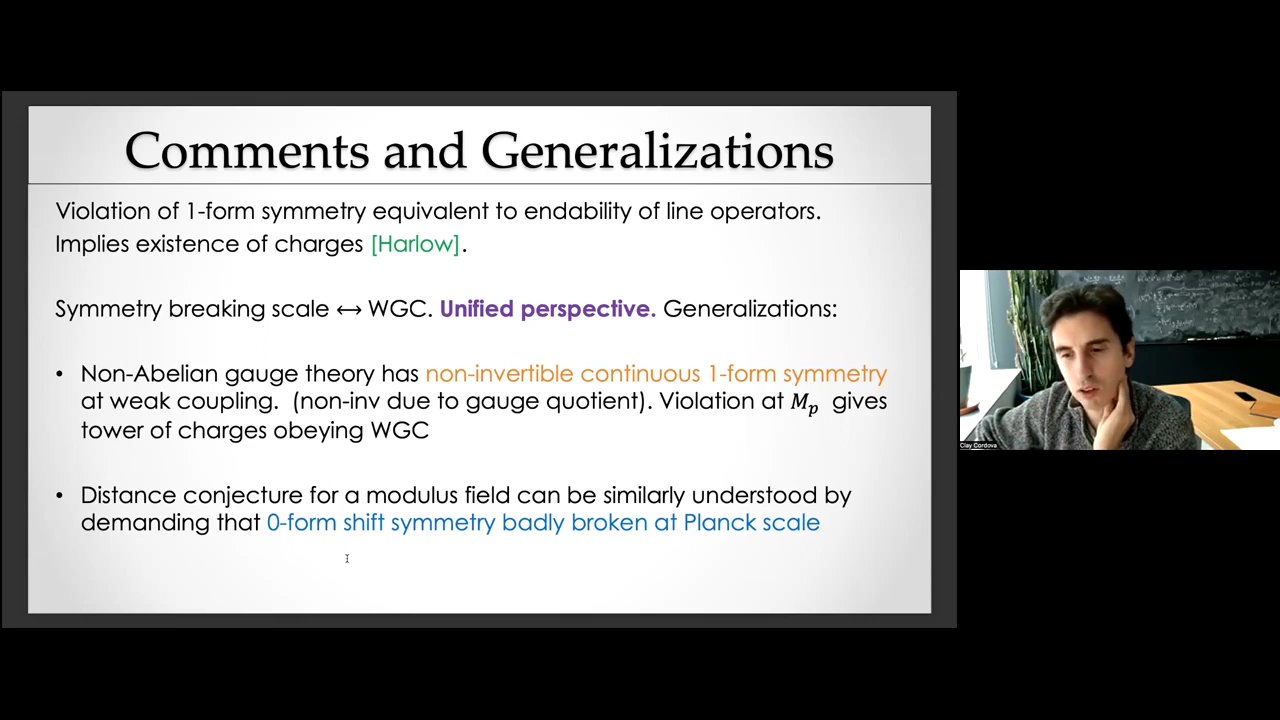 Comments and Generalizations
Violation of 1-form symmetry equivalent to endability of line operators.
Implies existence of charges [Harlow].
Symmetry breaking scale ↔ WGC. Unified perspective. Generalizations:
• Non-Abelian gauge theory has non-invertible continuous 1-form symmetry
at weak coupling. (non-inv due to gauge quotient). Violation at Mₚ gives
tower of charges obeying WGC
• Distance conjecture for a modulus field can be similarly understood by
demanding that 0-form shift symmetry badly broken at Planck scale
Clay Cordova